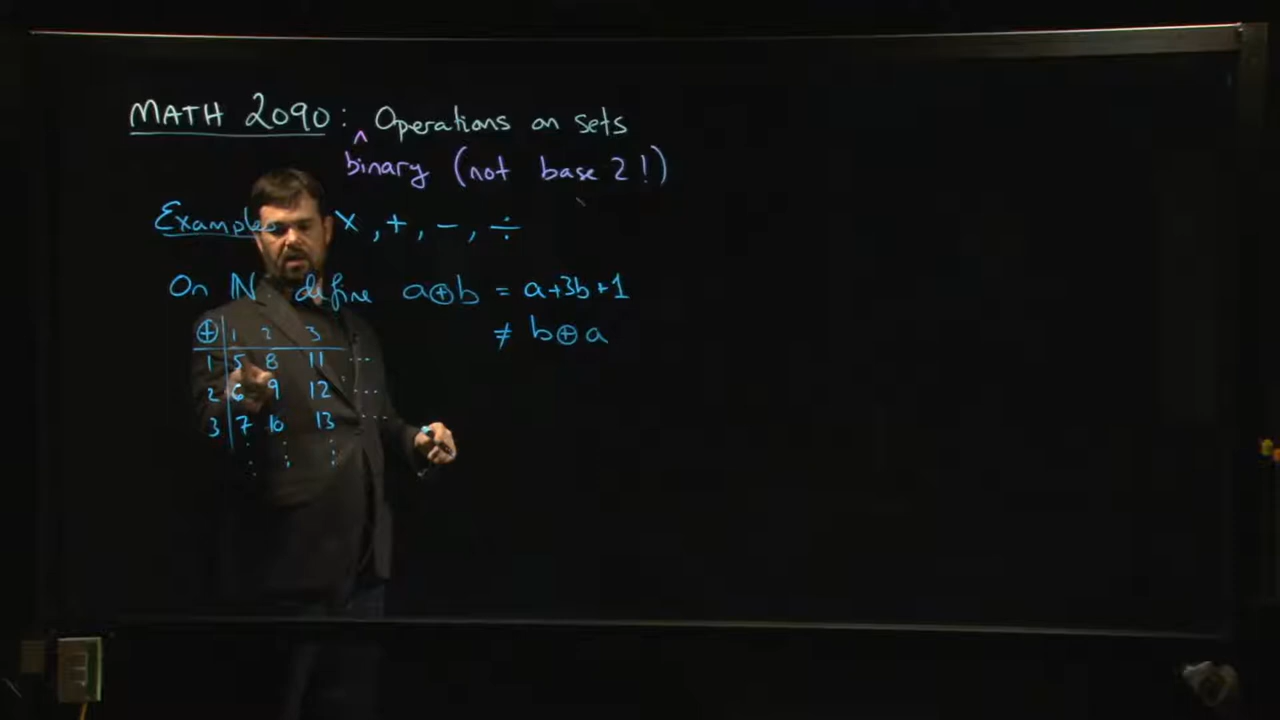 MATH 2090: Operations on sets
^
binary (not base 2!)
Examples ×, +, −, ÷
On ℕ: define a⊕b = a+3b+1
≠ b⊕a
⊕ 1 2 3
1 5 8 11 ...
2 6 9 12 ...
3 7 10 13 ...
⋮ ⋮ ⋮